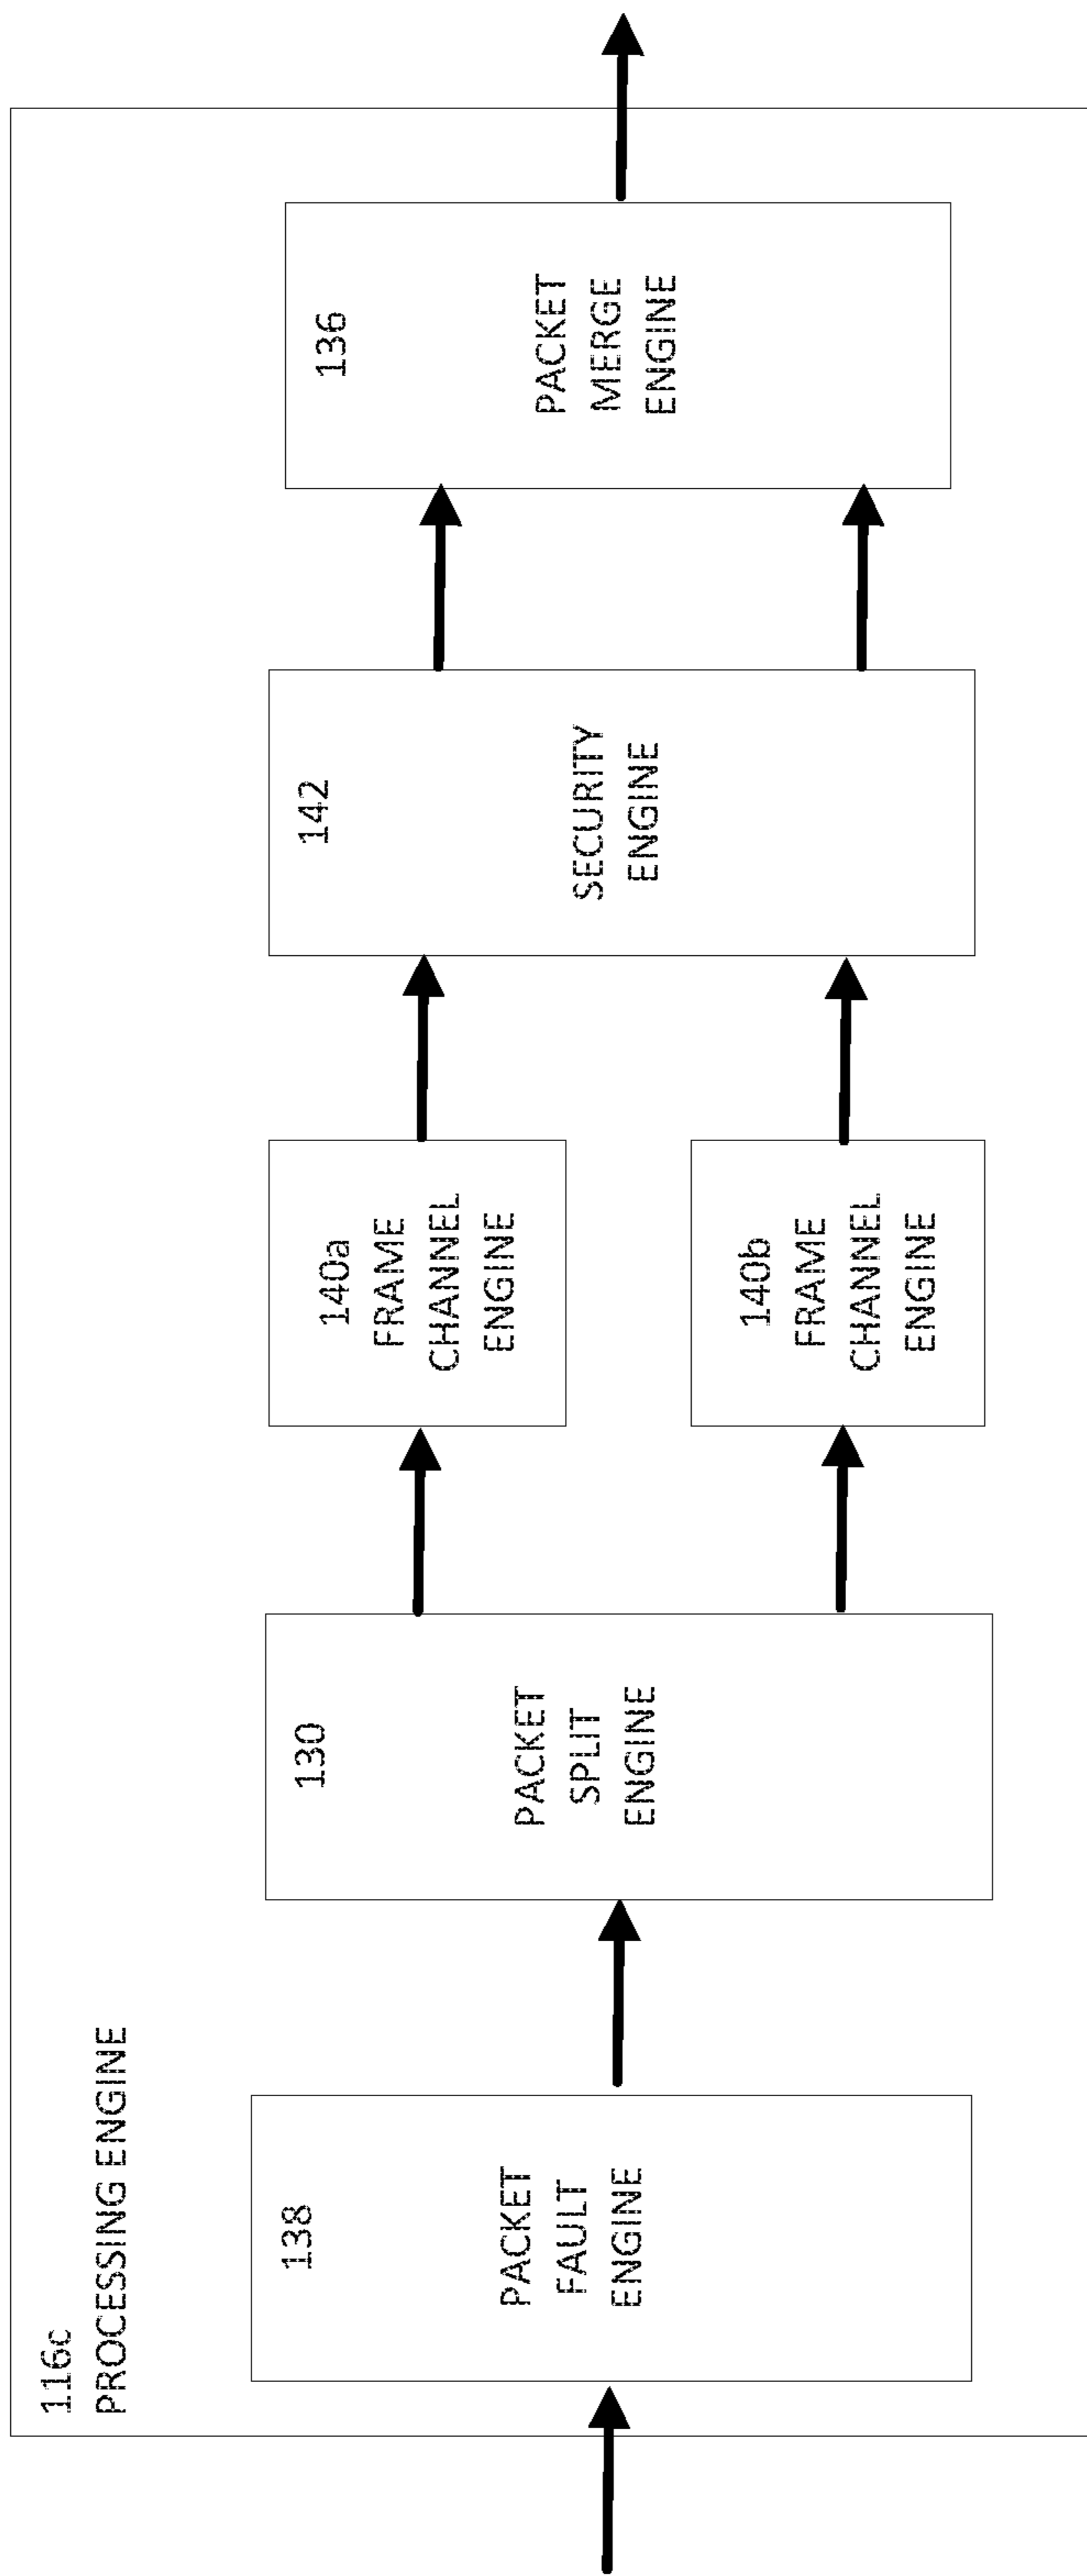 116c
PROCESSING ENGINE
138
PACKET
FAULT
ENGINE
130
PACKET
SPLIT
ENGINE
140a
FRAME
CHANNEL
ENGINE
140b
FRAME
CHANNEL
ENGINE
142
SECURITY
ENGINE
136
PACKET
MERGE
ENGINE